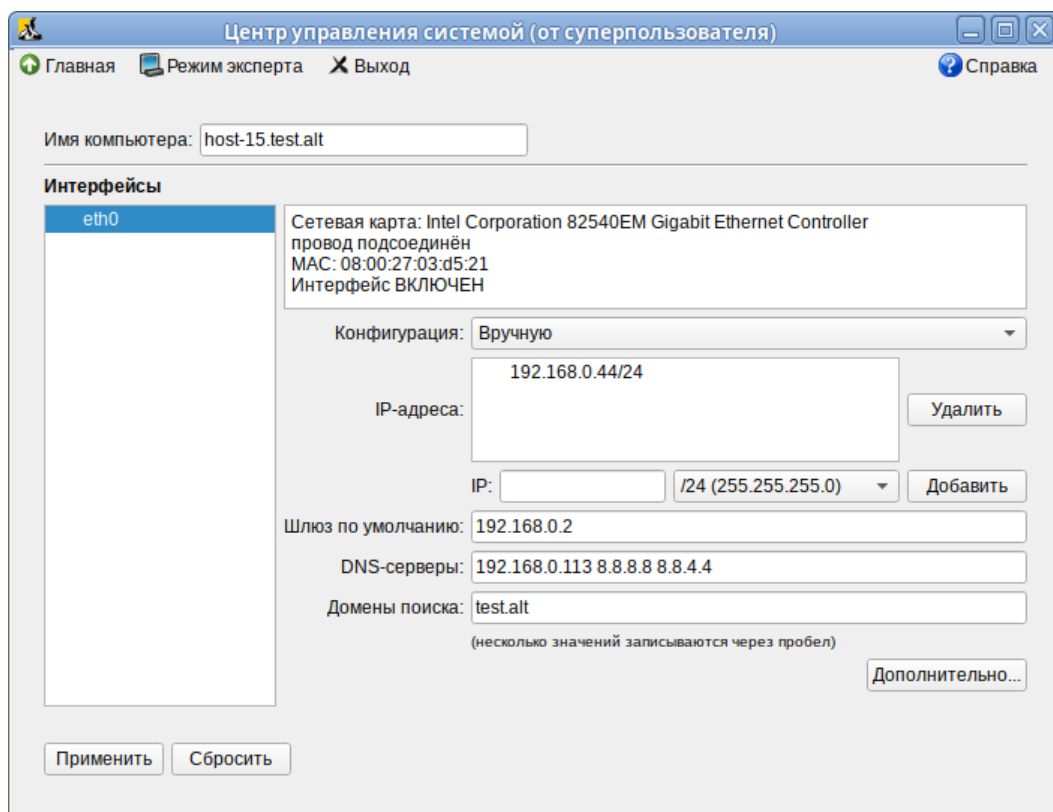 Центр управления системой (от суперпользователя)
Главная Режим эксперта Выход Справка
Имя компьютера: host-15.test.alt
Интерфейсы
eth0
Сетевая карта: Intel Corporation 82540EM Gigabit Ethernet Controller
провод подсоединён
MAC: 08:00:27:03:d5:21
Интерфейс ВКЛЮЧЕН
Конфигурация: Вручную
192.168.0.44/24
IP-адреса: Удалить
IP: /24 (255.255.255.0) Добавить
Шлюз по умолчанию: 192.168.0.2
DNS-серверы: 192.168.0.113 8.8.8.8 8.8.4.4
Домены поиска: test.alt
(несколько значений записываются через пробел)
Дополнительно...
Применить Сбросить